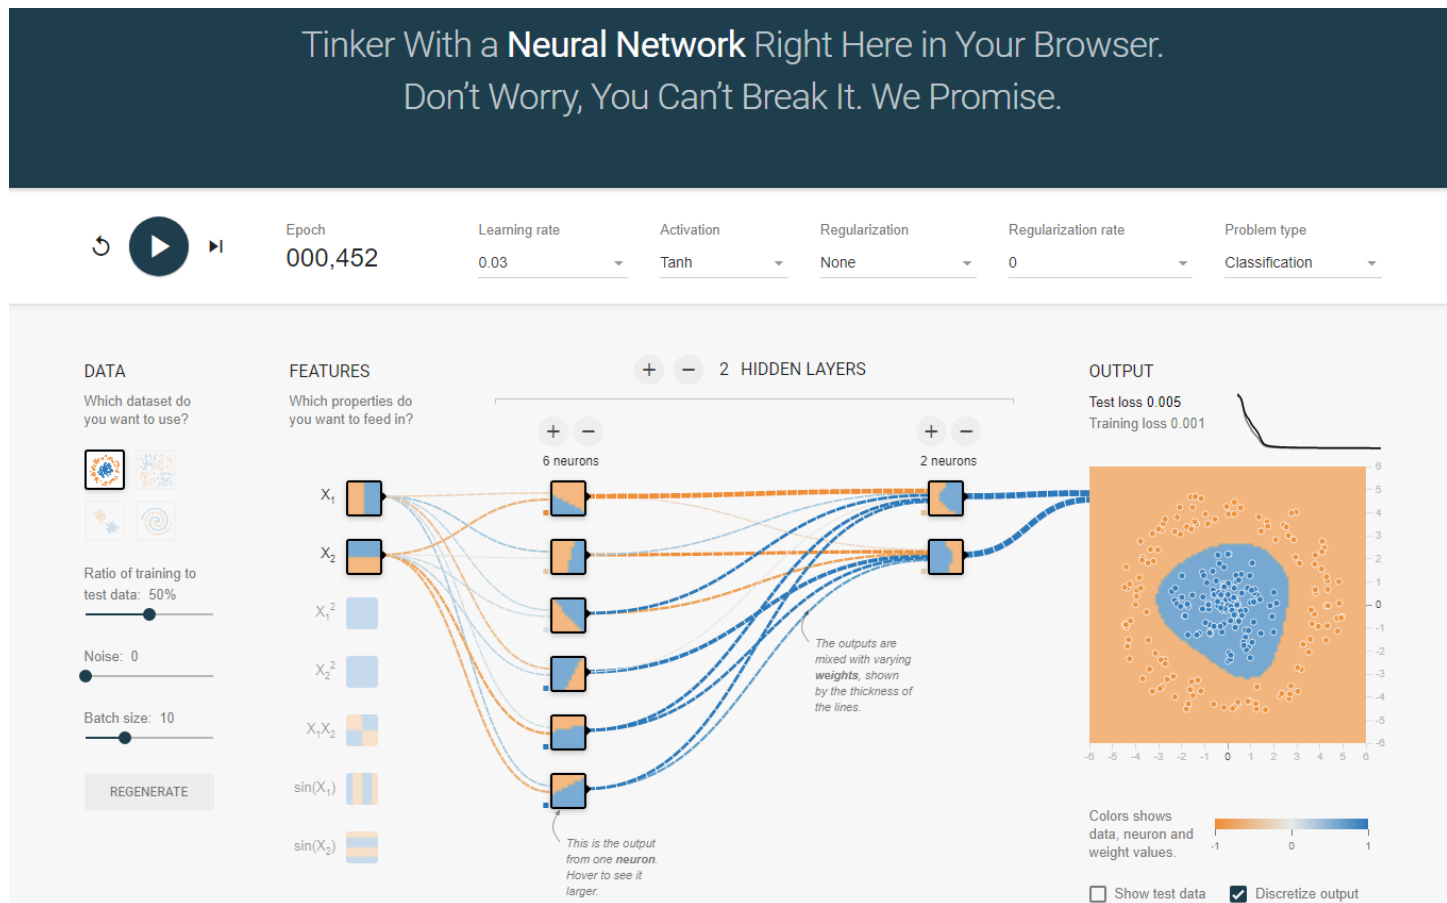 Tinker With a Neural Network Right Here in Your Browser.
Don't Worry, You Can't Break It. We Promise.
Epoch
000,452
Learning rate
0.03
Activation
Tanh
Regularization
None
Regularization rate
0
Problem type
Classification
DATA
Which dataset do
you want to use?
Ratio of training to
test data: 50%
Noise: 0
Batch size: 10
REGENERATE
FEATURES
Which properties do
you want to feed in?
X₁
X₂
X₁²
X₂²
X₁X₂
sin(X₁)
sin(X₂)
+ − 2 HIDDEN LAYERS
+ −
6 neurons
+ −
2 neurons
The outputs are
mixed with varying
weights, shown
by the thickness of
the lines.
This is the output
from one neuron.
Hover to see it
larger.
OUTPUT
Test loss 0.005
Training loss 0.001
6
5
4
3
2
1
0
-1
-2
-3
-4
-5
-6
-6 -5 -4 -3 -2 -1 0 1 2 3 4 5 6
Colors shows
data, neuron and
weight values.
-1 0 1
Show test data
Discretize output